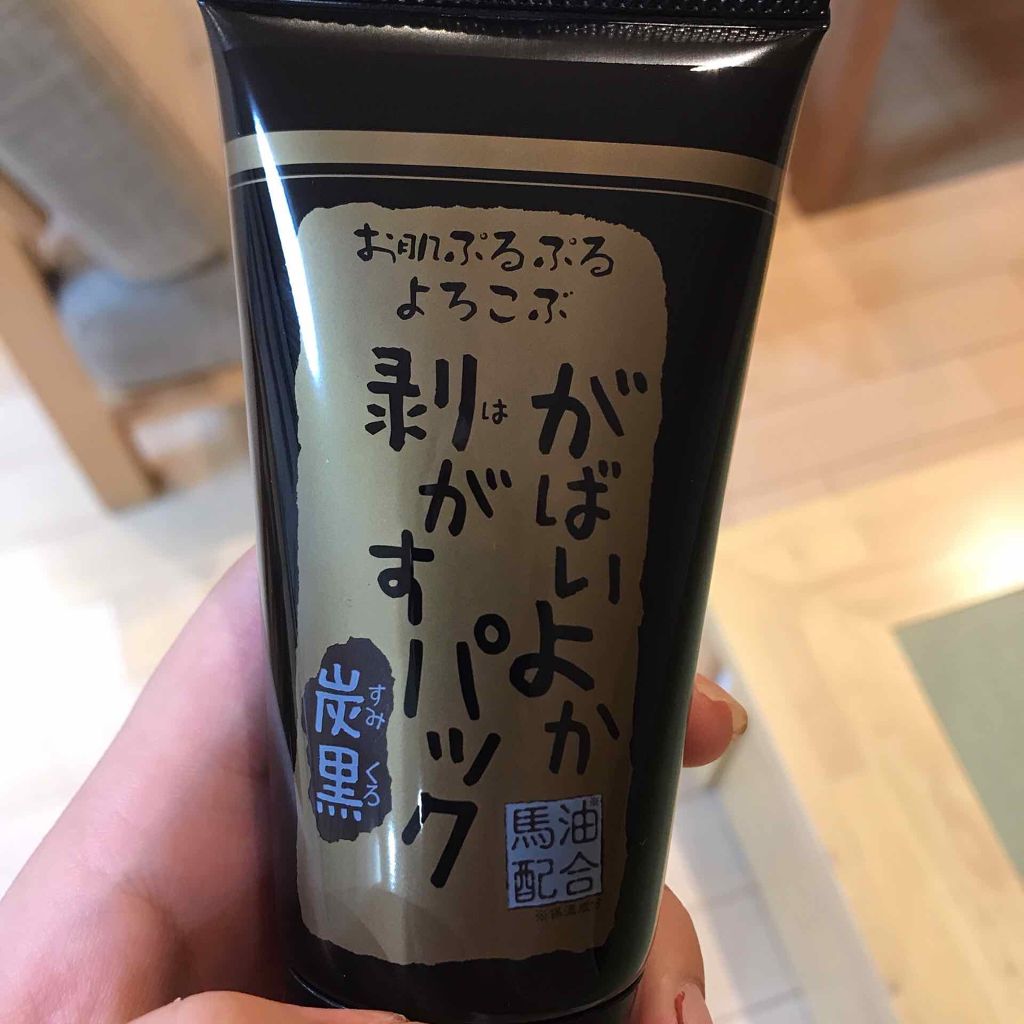 お肌ぷるぷる
よろこぶ
がばいよか
剥がすーパック
は
炭黒
すみくろ
馬油
配合
※
※保湿成分